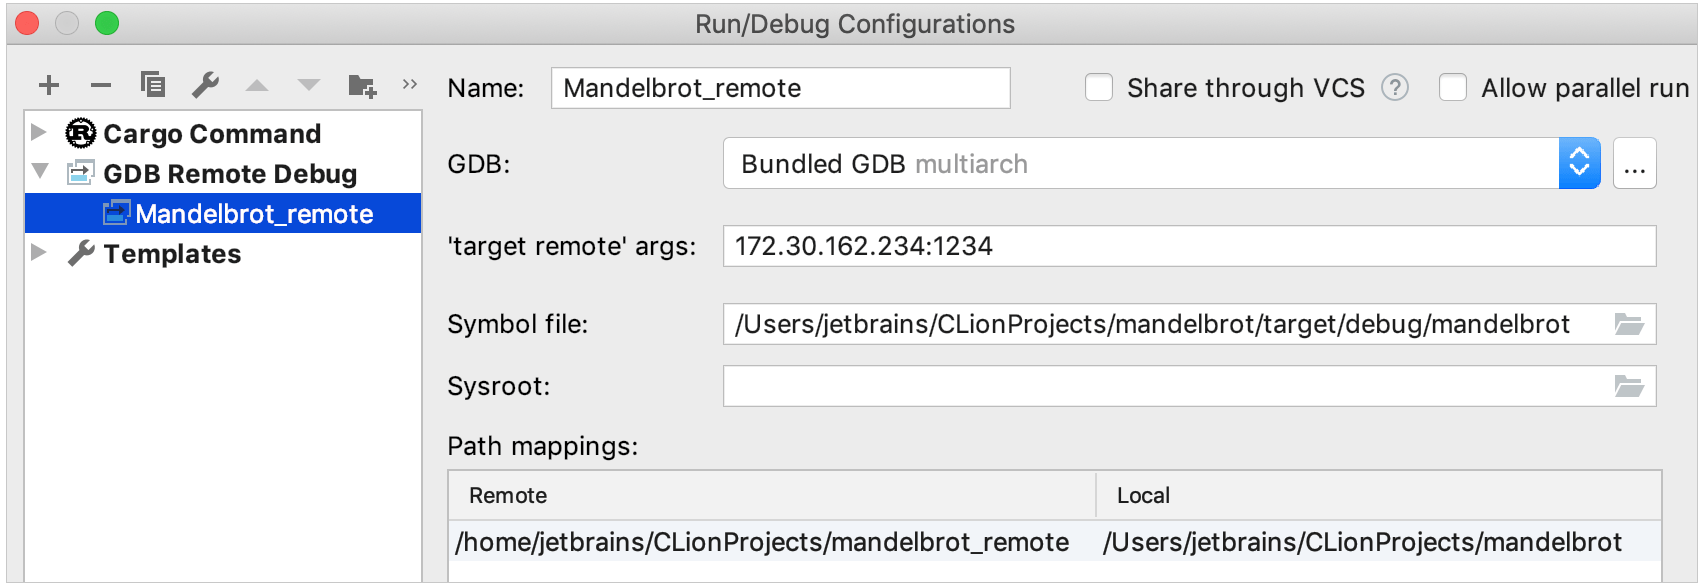 Run/Debug Configurations
Name: Mandelbrot_remote Share through VCS ? Allow parallel run
Cargo Command
GDB Remote Debug
Mandelbrot_remote
Templates
GDB: Bundled GDB multiarch ...
'target remote' args: 172.30.162.234:1234
Symbol file: /Users/jetbrains/CLionProjects/mandelbrot/target/debug/mandelbrot
Sysroot:
Path mappings:
Remote Local
/home/jetbrains/CLionProjects/mandelbrot_remote /Users/jetbrains/CLionProjects/mandelbrot